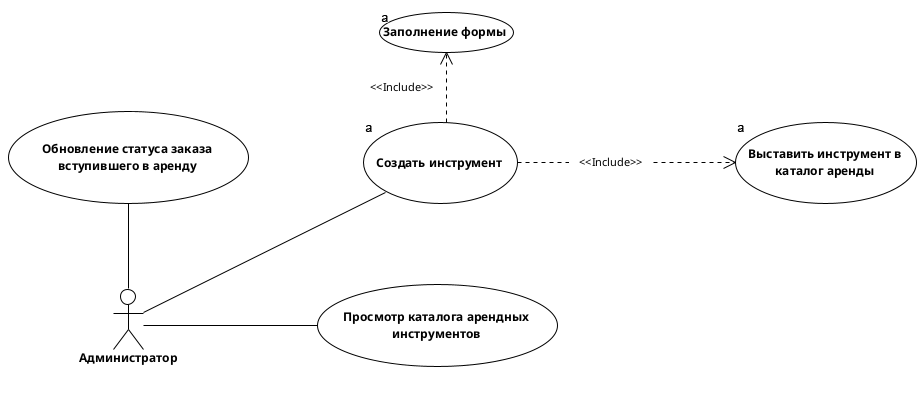 a
Заполнение формы
<<Include>>
a
Создать инструмент
<<Include>>
a
Выставить инструмент в
каталог аренды
Обновление статуса заказа
вступившего в аренду
Просмотр каталога арендных
инструментов
Администратор